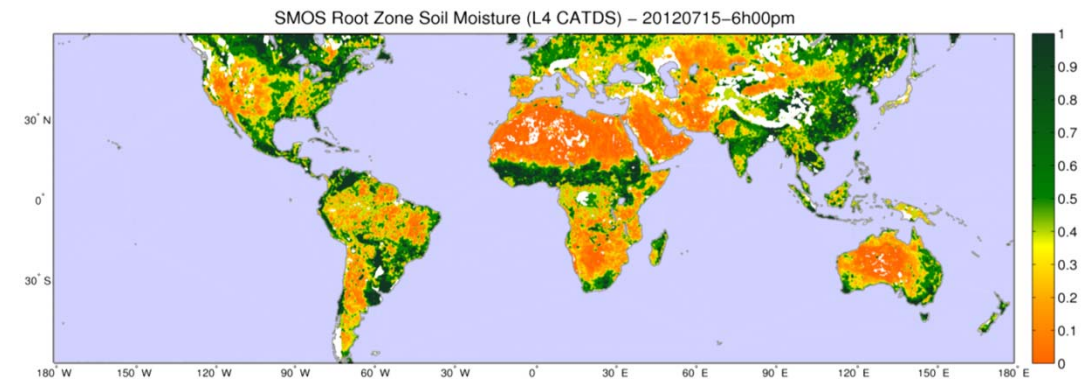 SMOS Root Zone Soil Moisture (L4 CATDS) − 20120715−6h00pm
30° N
0°
30° S
180° W
150° W
120° W
90° W
60° W
30° W
0
30° E
60° E
90° E
120° E
150° E
180° E
1
0.9
0.8
0.7
0.6
0.5
0.4
0.3
0.2
0.1
0